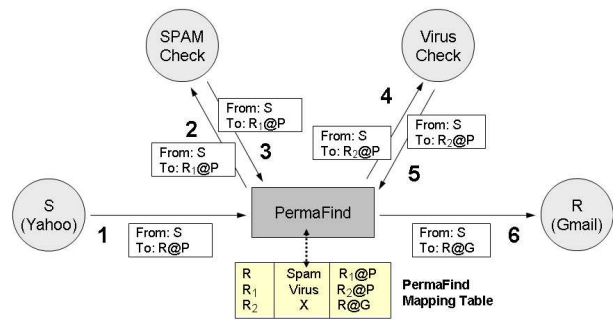 SPAM
Check
Virus
Check
From: S
To: R₁@P
2
3
From: S
To: R₁@P
4
From: S
To: R₂@P
From: S
To: R₂@P
5
S
(Yahoo)
1
From: S
To: R@P
PermaFind
From: S
To: R@G
6
R
(Gmail)
R Spam R₁@P
R₁ Virus R₂@P
R₂ X R@G
PermaFind
Mapping Table